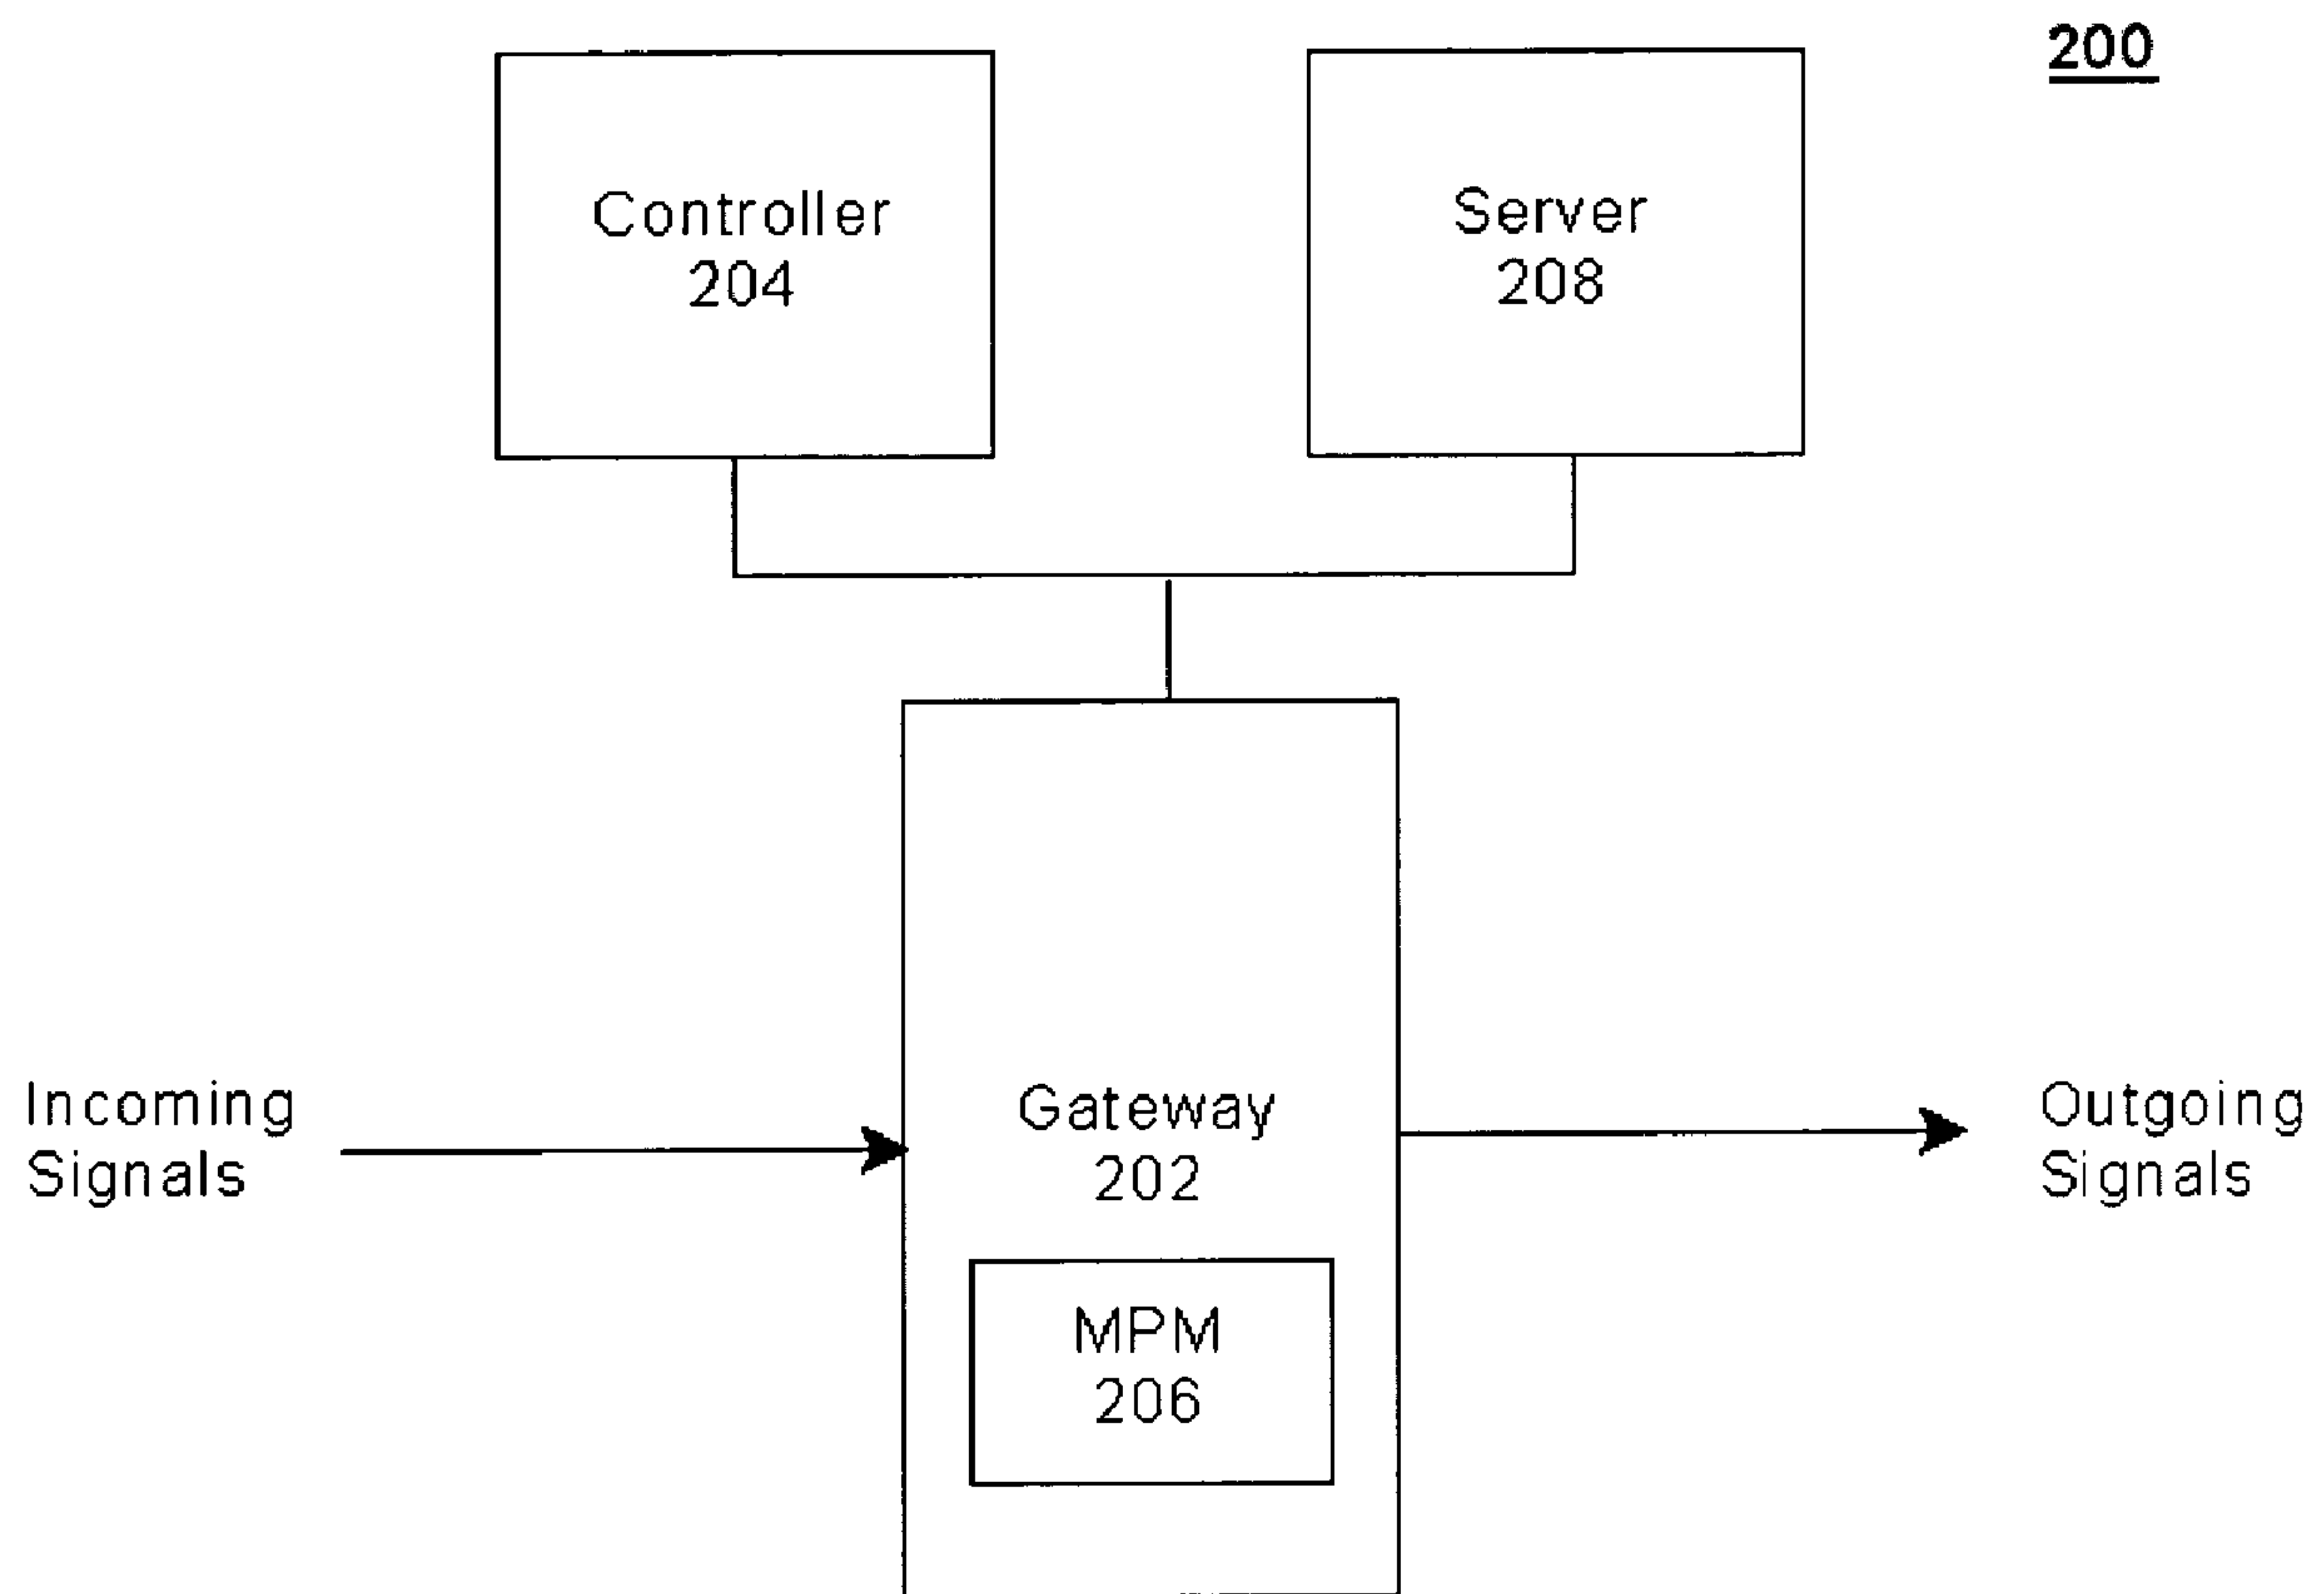 200
Controller
204
Server
208
Incoming
Signals
Gateway
202
Outgoing
Signals
MPM
206